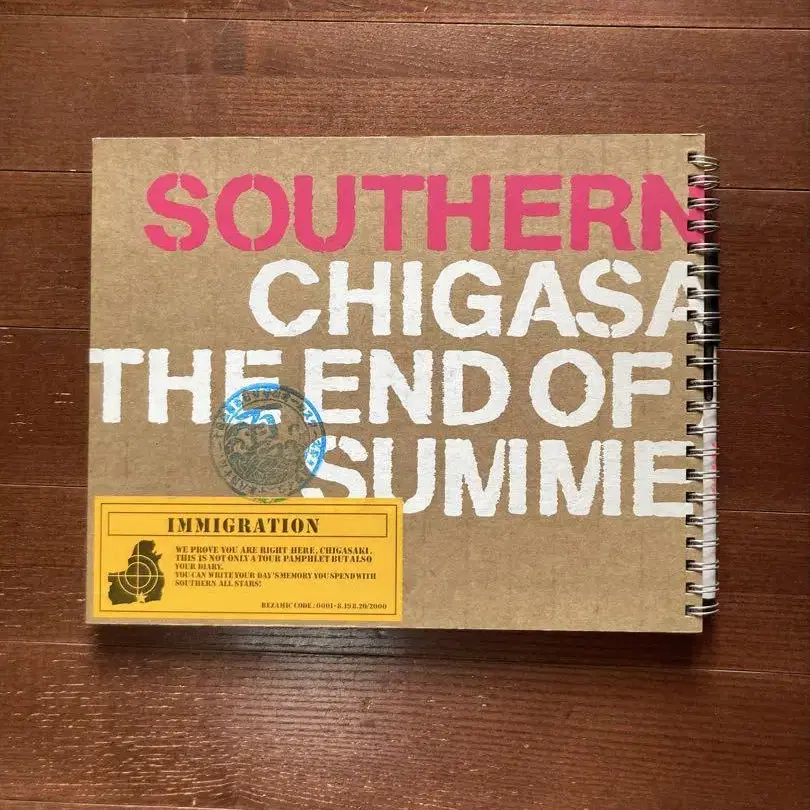 SOUTHERN
CHIGASA
THE END OF
SUMME
IMMIGRATION
WE PROVE YOU ARE RIGHT HERE, CHIGASAKI.
THIS IS NOT ONLY A TOUR PAMPHLET BUT ALSO
YOUR DIARY.
YOU CAN WRITE YOUR DAY'S MEMORY YOU SPEND WITH
SOUTHERN ALL STARS!
BEZAMIC CODE : 0001-8.19 8.20/2000